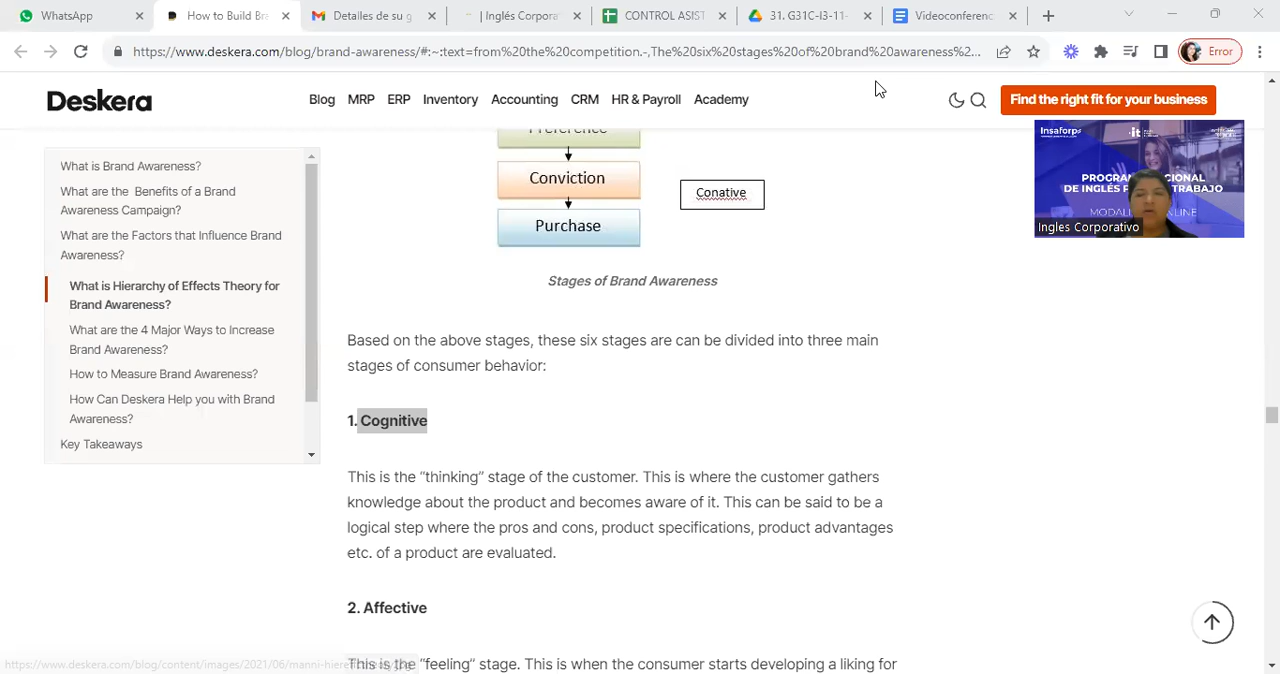 WhatsApp
How to Build Bra
Detalles de su g
| Inglés Corpora
CONTROL ASIST
31. G31C-I3-11-
Videoconferenc
https://www.deskera.com/blog/brand-awareness/#:~:text=from%20the%20competition.-,The%20six%20stages%20of%20brand%20awareness%2...
Error
Deskera
Blog MRP ERP Inventory Accounting CRM HR & Payroll Academy
Find the right fit for your business
What is Brand Awareness?
What are the Benefits of a Brand
Awareness Campaign?
What are the Factors that Influence Brand
Awareness?
What is Hierarchy of Effects Theory for
Brand Awareness?
What are the 4 Major Ways to Increase
Brand Awareness?
How to Measure Brand Awareness?
How Can Deskera Help you with Brand
Awareness?
Key Takeaways
Preference
Conviction
Conative
Purchase
Stages of Brand Awareness
Based on the above stages, these six stages are can be divided into three main
stages of consumer behavior:
1. Cognitive
This is the “thinking” stage of the customer. This is where the customer gathers
knowledge about the product and becomes aware of it. This can be said to be a
logical step where the pros and cons, product specifications, product advantages
etc. of a product are evaluated.
2. Affective
This is the “feeling” stage. This is when the consumer starts developing a liking for
Insaforp
Ingles Corporativo